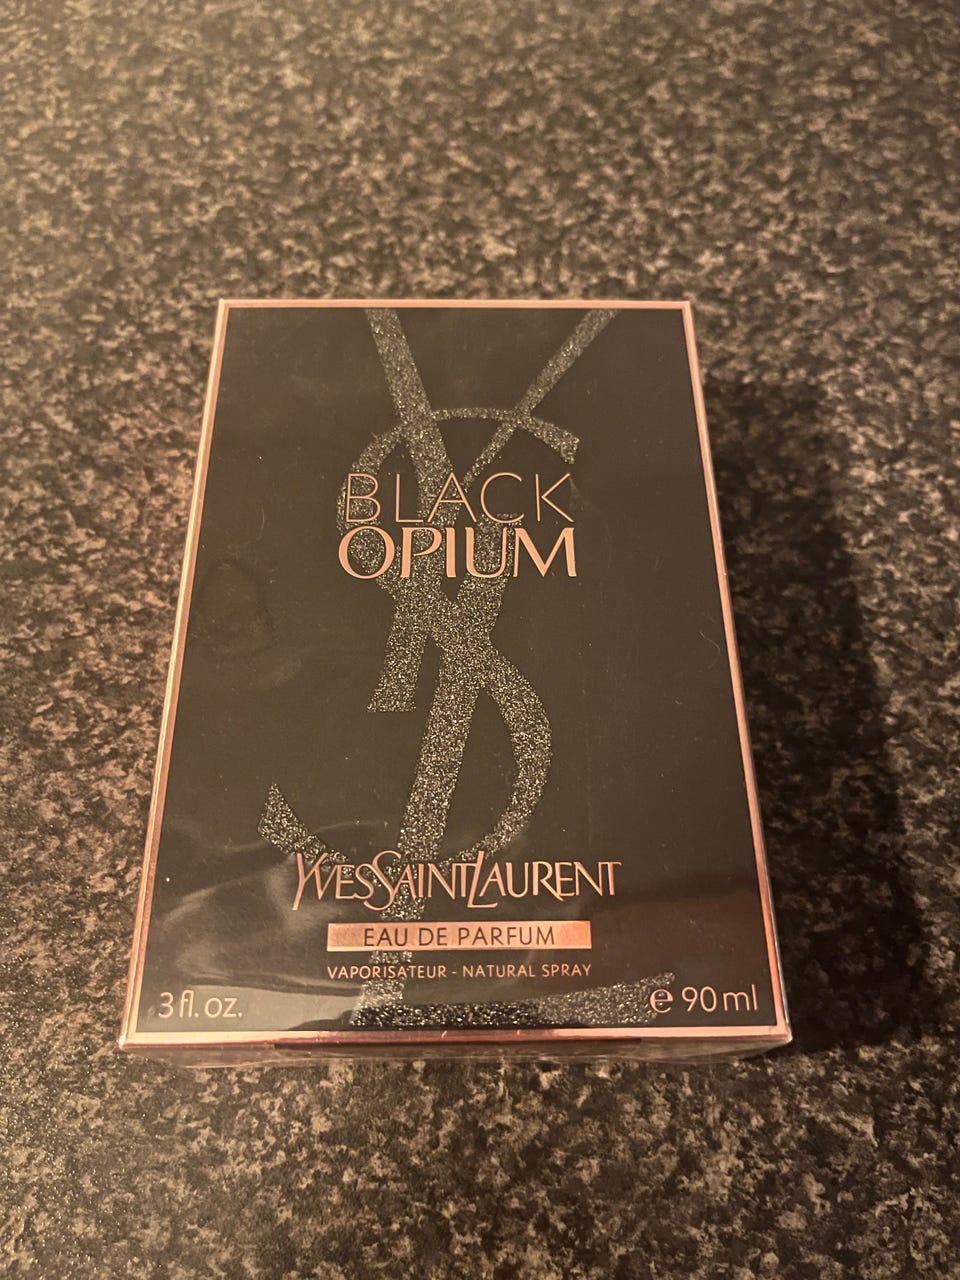 BLACK
OPIUM
YVESSAINTLAURENT
EAU DE PARFUM
VAPORISATEUR - NATURAL SPRAY
3 fl. oz.
e 90 ml